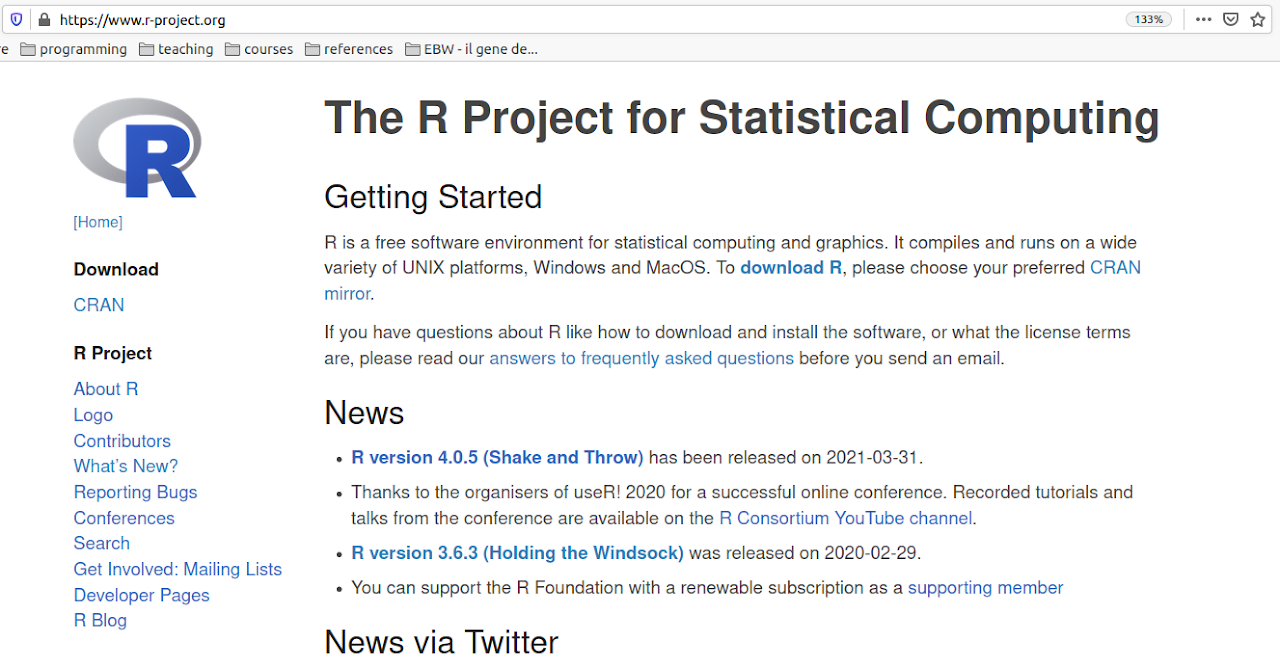 https://www.r-project.org
133%
re programming teaching courses references EBW - il gene de...
R
[Home]
Download
CRAN
R Project
About R
Logo
Contributors
What's New?
Reporting Bugs
Conferences
Search
Get Involved: Mailing Lists
Developer Pages
R Blog
The R Project for Statistical Computing
Getting Started
R is a free software environment for statistical computing and graphics. It compiles and runs on a wide
variety of UNIX platforms, Windows and MacOS. To download R, please choose your preferred CRAN
mirror.
If you have questions about R like how to download and install the software, or what the license terms
are, please read our answers to frequently asked questions before you send an email.
News
• R version 4.0.5 (Shake and Throw) has been released on 2021-03-31.
• Thanks to the organisers of useR! 2020 for a successful online conference. Recorded tutorials and
talks from the conference are available on the R Consortium YouTube channel.
• R version 3.6.3 (Holding the Windsock) was released on 2020-02-29.
• You can support the R Foundation with a renewable subscription as a supporting member
News via Twitter